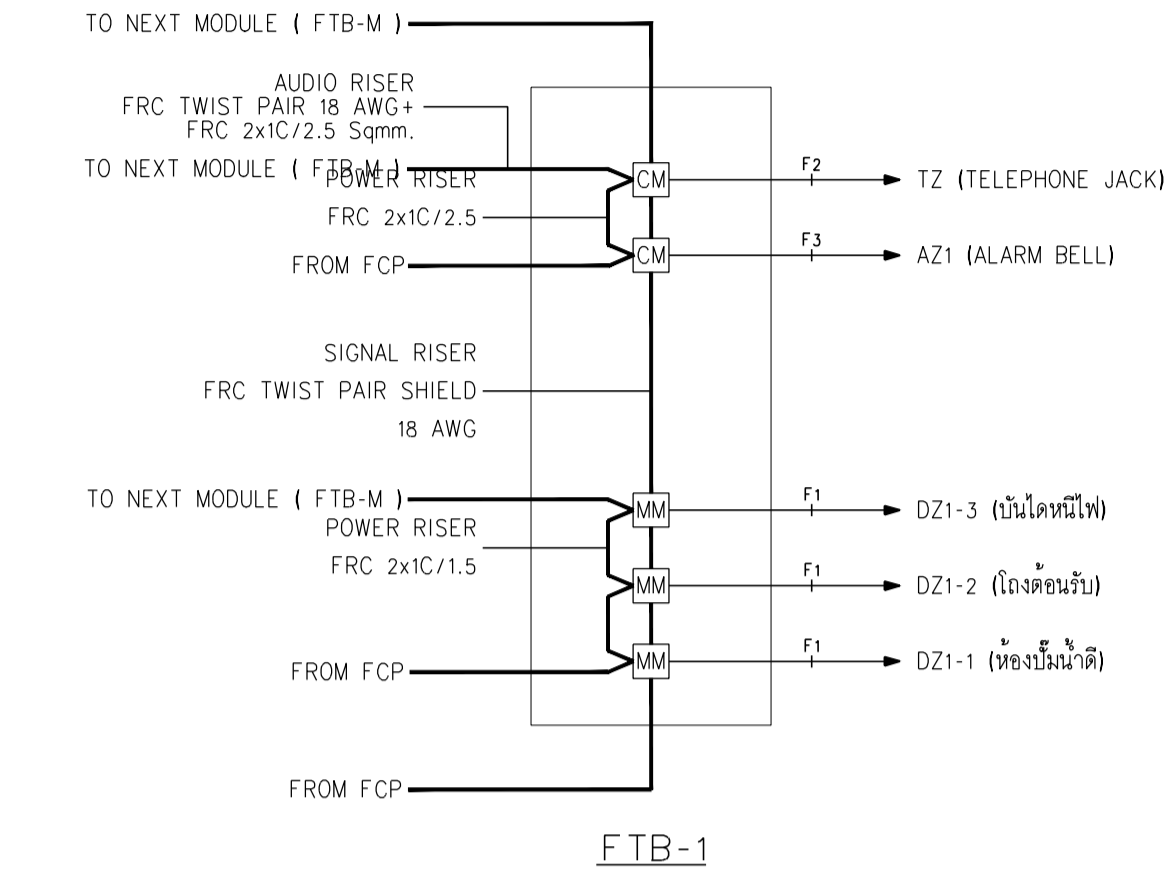 TO NEXT MODULE ( FTB-M )
AUDIO RISER
FRC TWIST PAIR 18 AWG+
FRC 2x1C/2.5 Sqmm.
TO NEXT MODULE ( FTB-M )
POWER RISER
FRC 2x1C/2.5
FROM FCP
CM
F2
TZ (TELEPHONE JACK)
CM
F3
AZ1 (ALARM BELL)
SIGNAL RISER
FRC TWIST PAIR SHIELD
18 AWG
TO NEXT MODULE ( FTB-M )
POWER RISER
FRC 2x1C/1.5
FROM FCP
MM
F1
DZ1-3 (บันไดหนีไฟ)
MM
F1
DZ1-2 (โถงต้อนรับ)
MM
F1
DZ1-1 (ห้องปั๊มน้ำดี)
FROM FCP
FTB-1